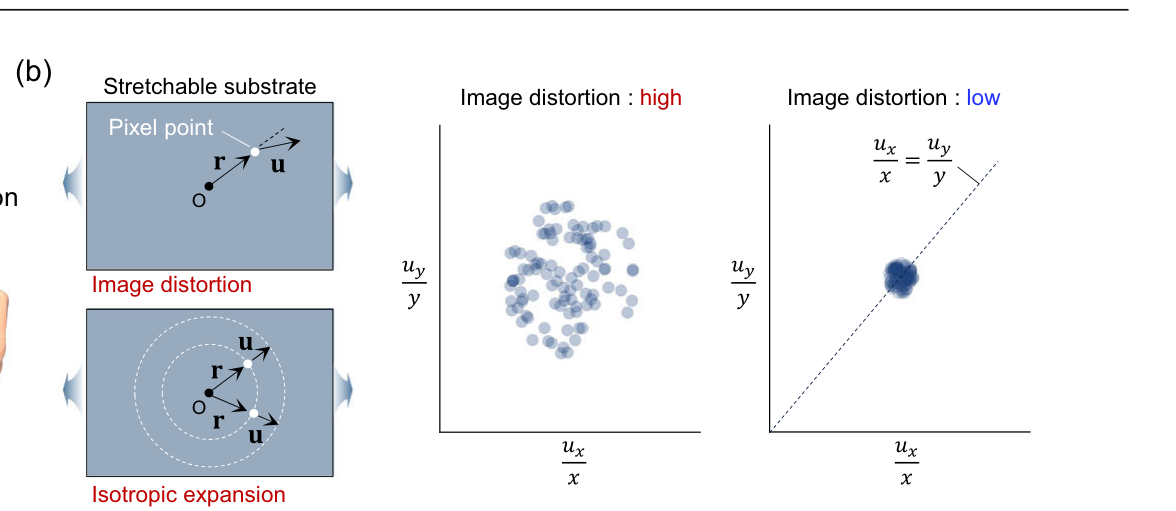 (b)
Stretchable substrate
Pixel point
r
u
O
on
Image distortion
u
r
O
r
u
Isotropic expansion
Image distortion : high
u_y/y
u_x/x
Image distortion : low
u_x/x = u_y/y
u_y/y
u_x/x